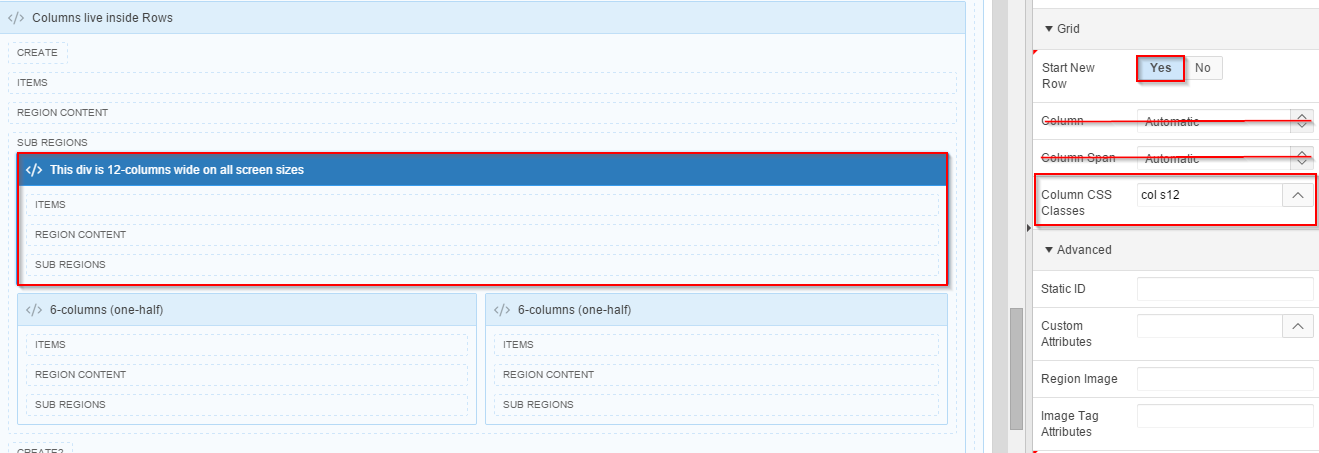 </> Columns live inside Rows
CREATE
ITEMS
REGION CONTENT
SUB REGIONS
</> This div is 12-columns wide on all screen sizes
ITEMS
REGION CONTENT
SUB REGIONS
</> 6-columns (one-half)
ITEMS
REGION CONTENT
SUB REGIONS
</> 6-columns (one-half)
ITEMS
REGION CONTENT
SUB REGIONS
CREATE2
Grid
Start New
Row
Yes No
Column Automatic
Column Span Automatic
Column CSS
Classes
col s12
Advanced
Static ID
Custom
Attributes
Region Image
Image Tag
Attributes